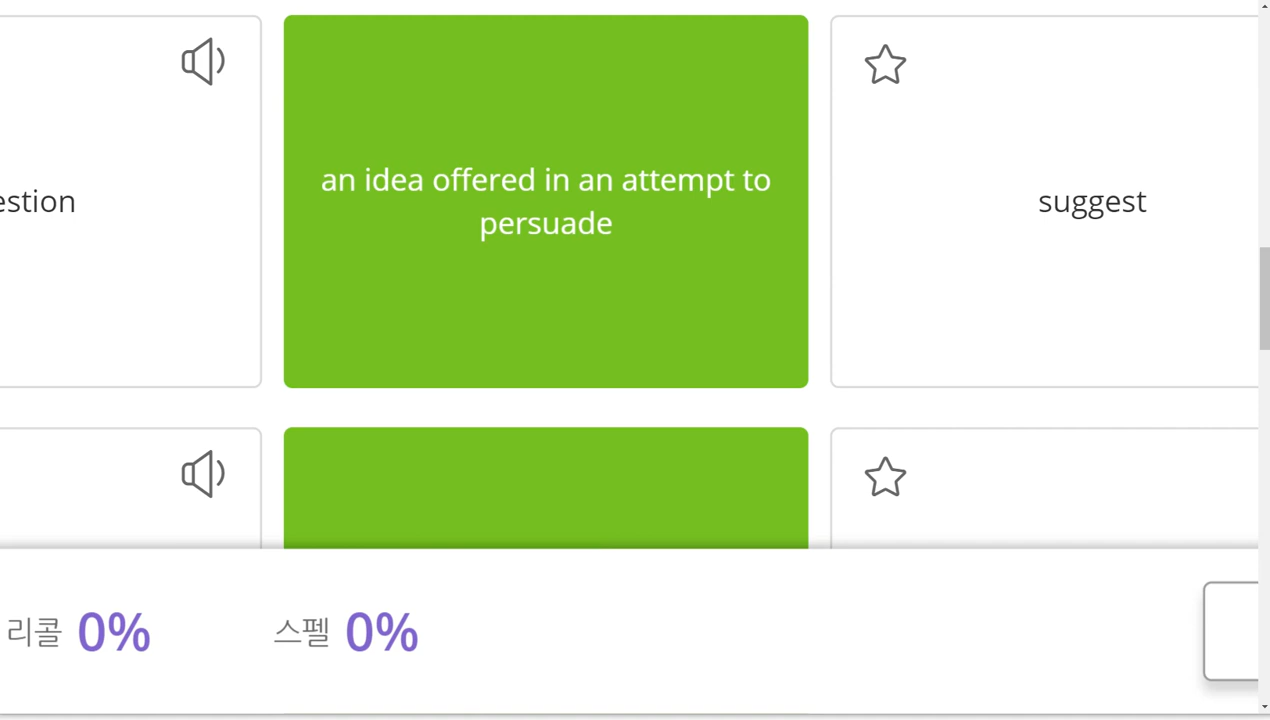 estion
an idea offered in an attempt to
persuade
suggest
리콜 0%
스펠 0%